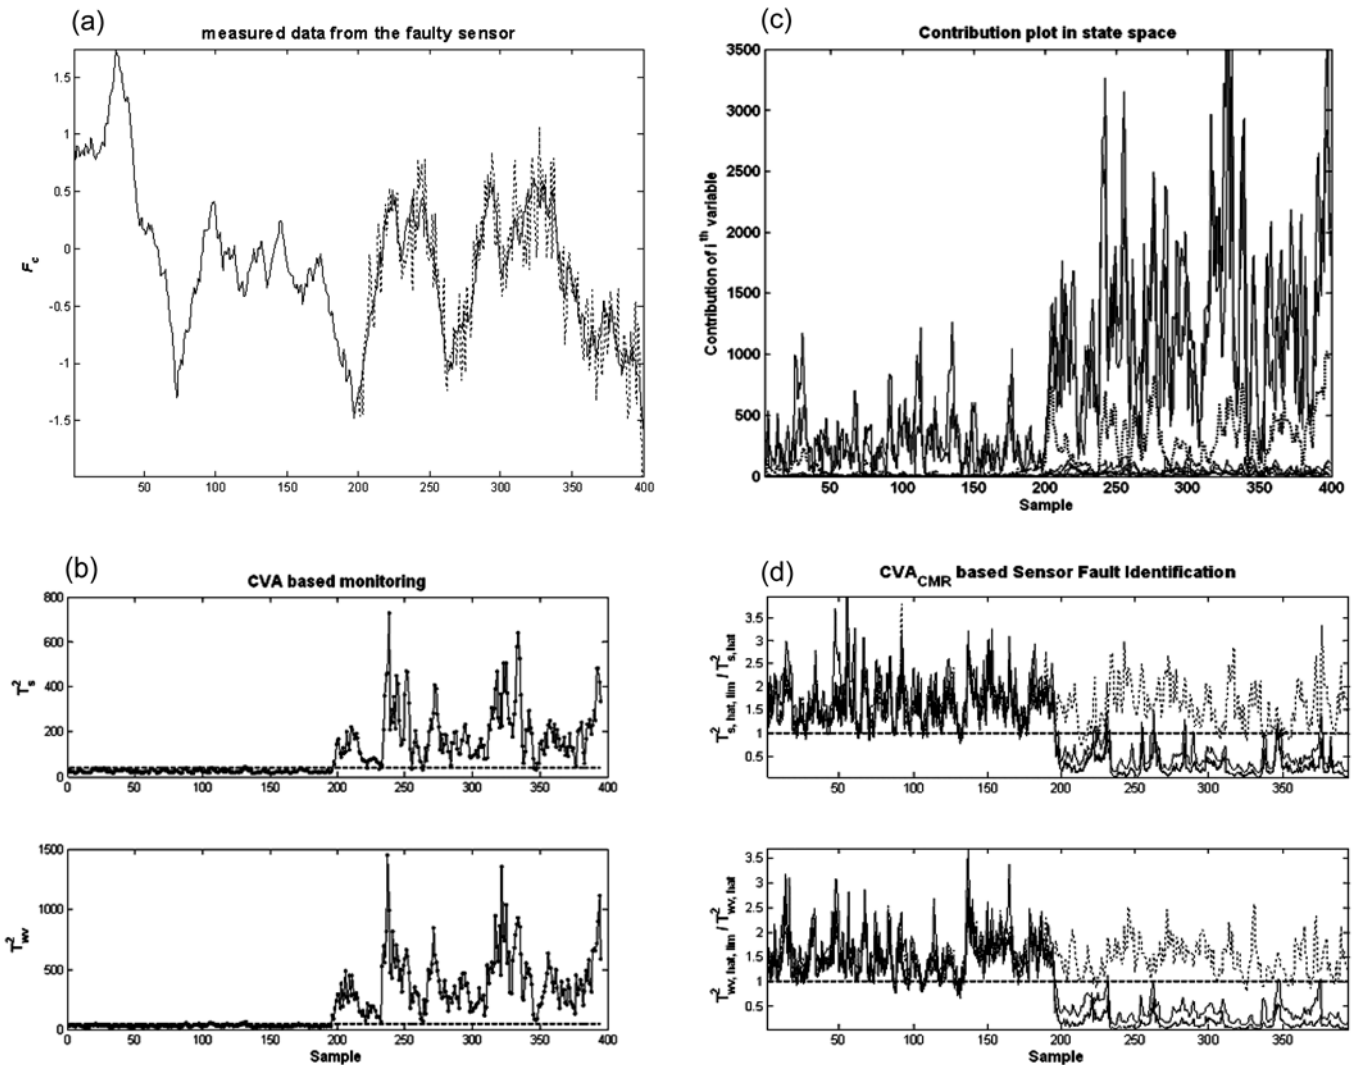 (a)
measured data from the faulty sensor
1.5
1
0.5
0
-0.5
-1
-1.5
F_c
50 100 150 200 250 300 350 400
(c)
Contribution plot in state space
3500
3000
2500
2000
1500
1000
500
0
Contribution of i^th variable
50 100 150 200 250 300 350 400
Sample
(b)
CVA based monitoring
800
600
400
200
0
T²_s
0 50 100 150 200 250 300 350 400
1500
1000
500
0
T²_wv
0 50 100 150 200 250 300 350 400
Sample
(d)
CVA_CMR based Sensor Fault Identification
3.5
3
2.5
2
1.5
1
0.5
T²_s, hat, lim / T²_s, hat
50 100 150 200 250 300 350
3.5
3
2.5
2
1.5
1
0.5
T²_wv, hat, lim / T²_wv, hat
50 100 150 200 250 300 350
Sample